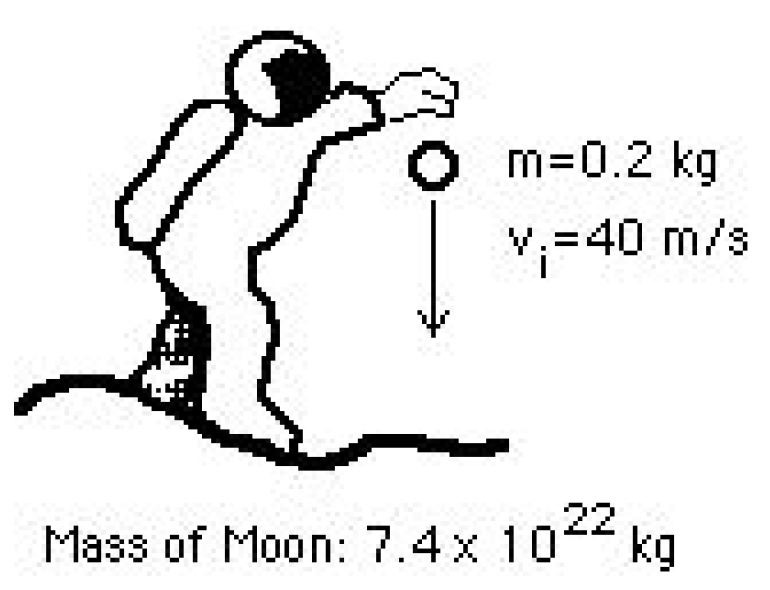 m=0.2 kg
vᵢ=40 m/s
Mass of Moon: 7.4 x 10²² kg